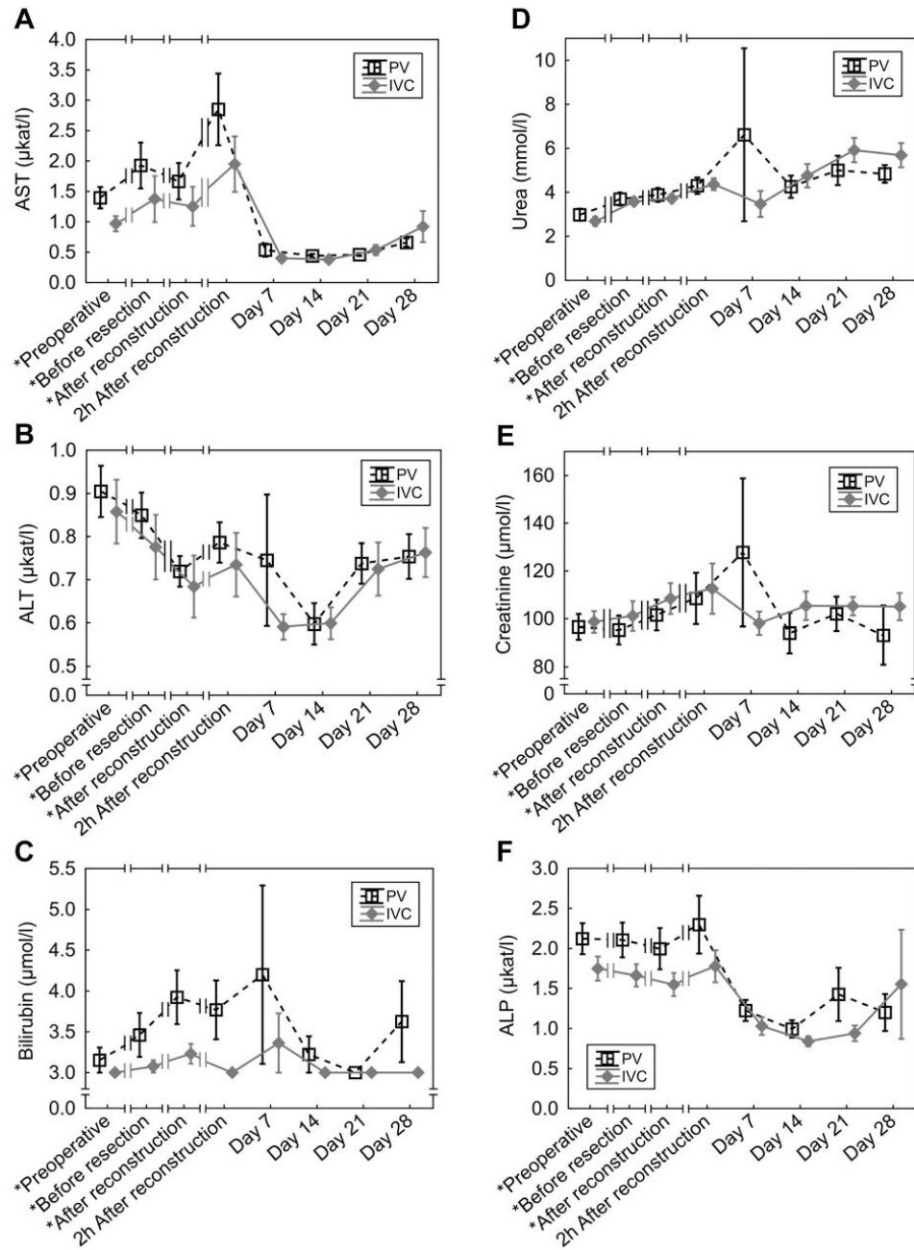 A
AST (µkat/l)
4.0
3.5
3.0
2.5
2.0
1.5
1.0
0.5
0.0
PV
IVC
*Preoperative
*Before resection
*After reconstruction
2h After reconstruction
Day 7
Day 14
Day 21
Day 28
B
ALT (µkat/l)
1.0
0.9
0.8
0.7
0.6
0.5
0.0
PV
IVC
*Preoperative
*Before resection
*After reconstruction
2h After reconstruction
Day 7
Day 14
Day 21
Day 28
C
Bilirubin (µmol/l)
5.5
5.0
4.5
4.0
3.5
3.0
0.0
PV
IVC
*Preoperative
*Before resection
*After reconstruction
2h After reconstruction
Day 7
Day 14
Day 21
Day 28
D
Urea (mmol/l)
10
8
6
4
2
0
PV
IVC
*Preoperative
*Before resection
*After reconstruction
2h After reconstruction
Day 7
Day 14
Day 21
Day 28
E
Creatinine (µmol/l)
160
140
120
100
80
0.0
PV
IVC
*Preoperative
*Before resection
*After reconstruction
2h After reconstruction
Day 7
Day 14
Day 21
Day 28
F
ALP (µkat/l)
3.0
2.5
2.0
1.5
1.0
0.5
0.0
PV
IVC
*Preoperative
*Before resection
*After reconstruction
2h After reconstruction
Day 7
Day 14
Day 21
Day 28